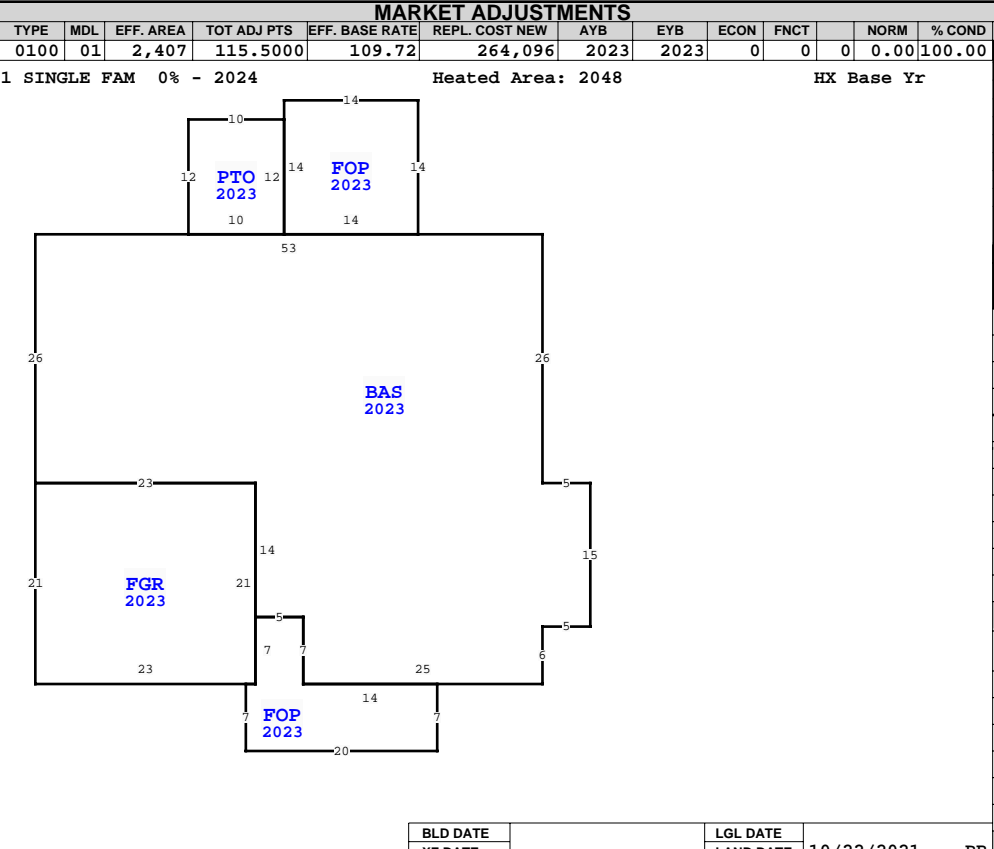 MARKET ADJUSTMENTS
TYPE MDL EFF. AREA TOT ADJ PTS EFF. BASE RATE REPL. COST NEW AYB EYB ECON FNCT NORM % COND
0100 01 2,407 115.5000 109.72 264,096 2023 2023 0 0 0 0.00 100.00
1 SINGLE FAM 0% - 2024 Heated Area: 2048 HX Base Yr
14
10
12 PTO 12 14 FOP 14
2023 2023
10 14
53
26 26
BAS
2023
23 5
14 15
21 FGR 21
2023
5 5
7 7 6
23 25
14
7 FOP 7
2023
20
BLD DATE LGL DATE